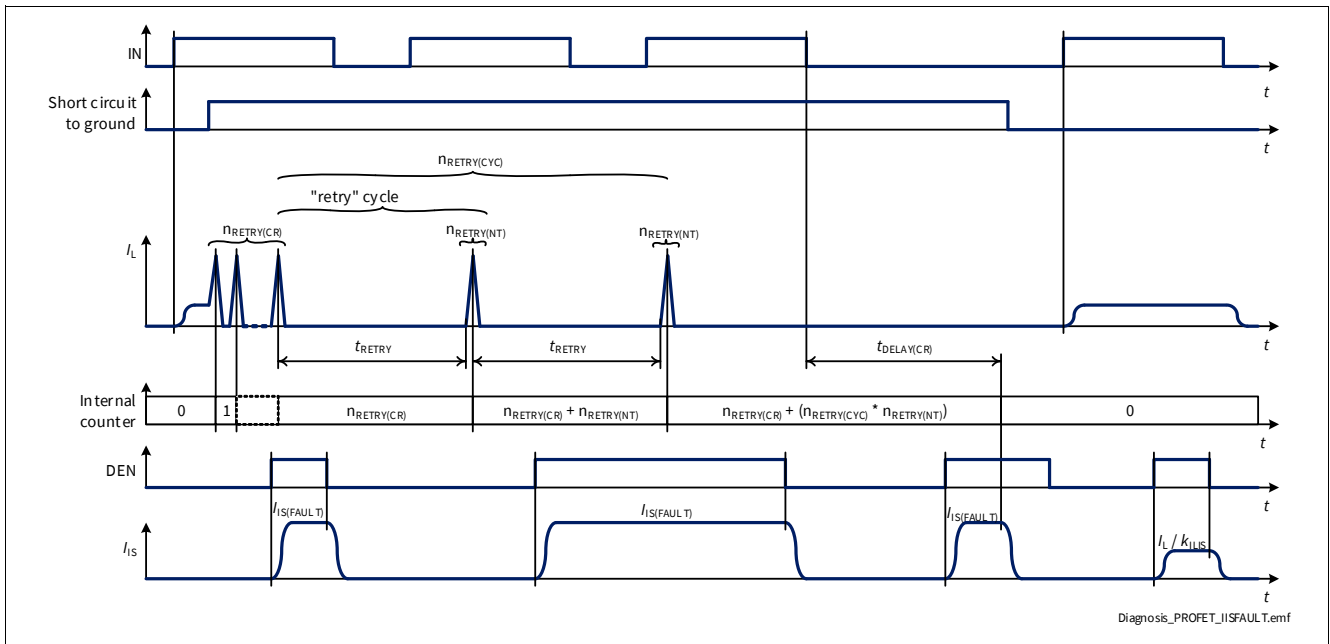 IN
t
Short circuit
to ground
t
nRETRY(CYC)
"retry" cycle
nRETRY(CR)
nRETRY(NT)
nRETRY(NT)
IL
t
tRETRY
tRETRY
tDELAY(CR)
Internal
counter
0
1
nRETRY(CR)
nRETRY(CR) + nRETRY(NT)
nRETRY(CR) + (nRETRY(CYC) * nRETRY(NT))
0
t
DEN
t
IIS(FAULT)
IIS(FAULT)
IIS(FAULT)
IL / kILIS
IIS
t
Diagnosis_PROFET_IISFAULT.emf